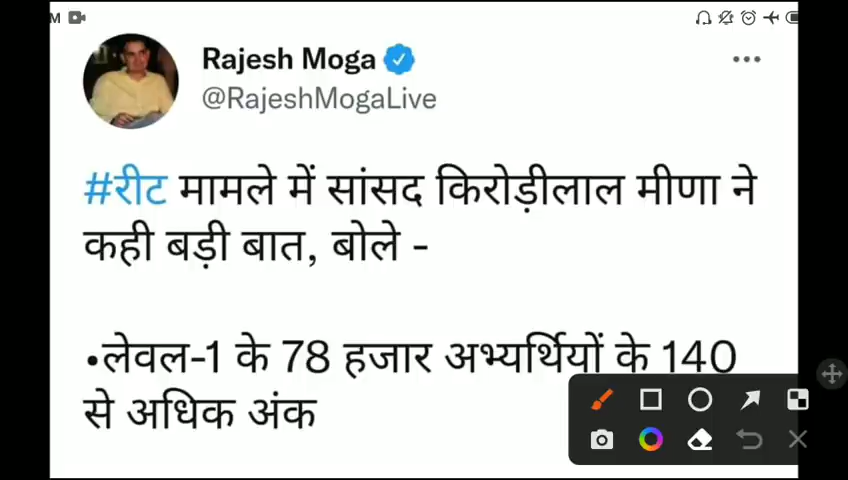 M
Rajesh Moga
@RajeshMogaLive
#रीट मामले में सांसद किरोड़ीलाल मीणा ने
कही बड़ी बात, बोले -
•लेवल-1 के 78 हजार अभ्यर्थियों के 140
से अधिक अंक